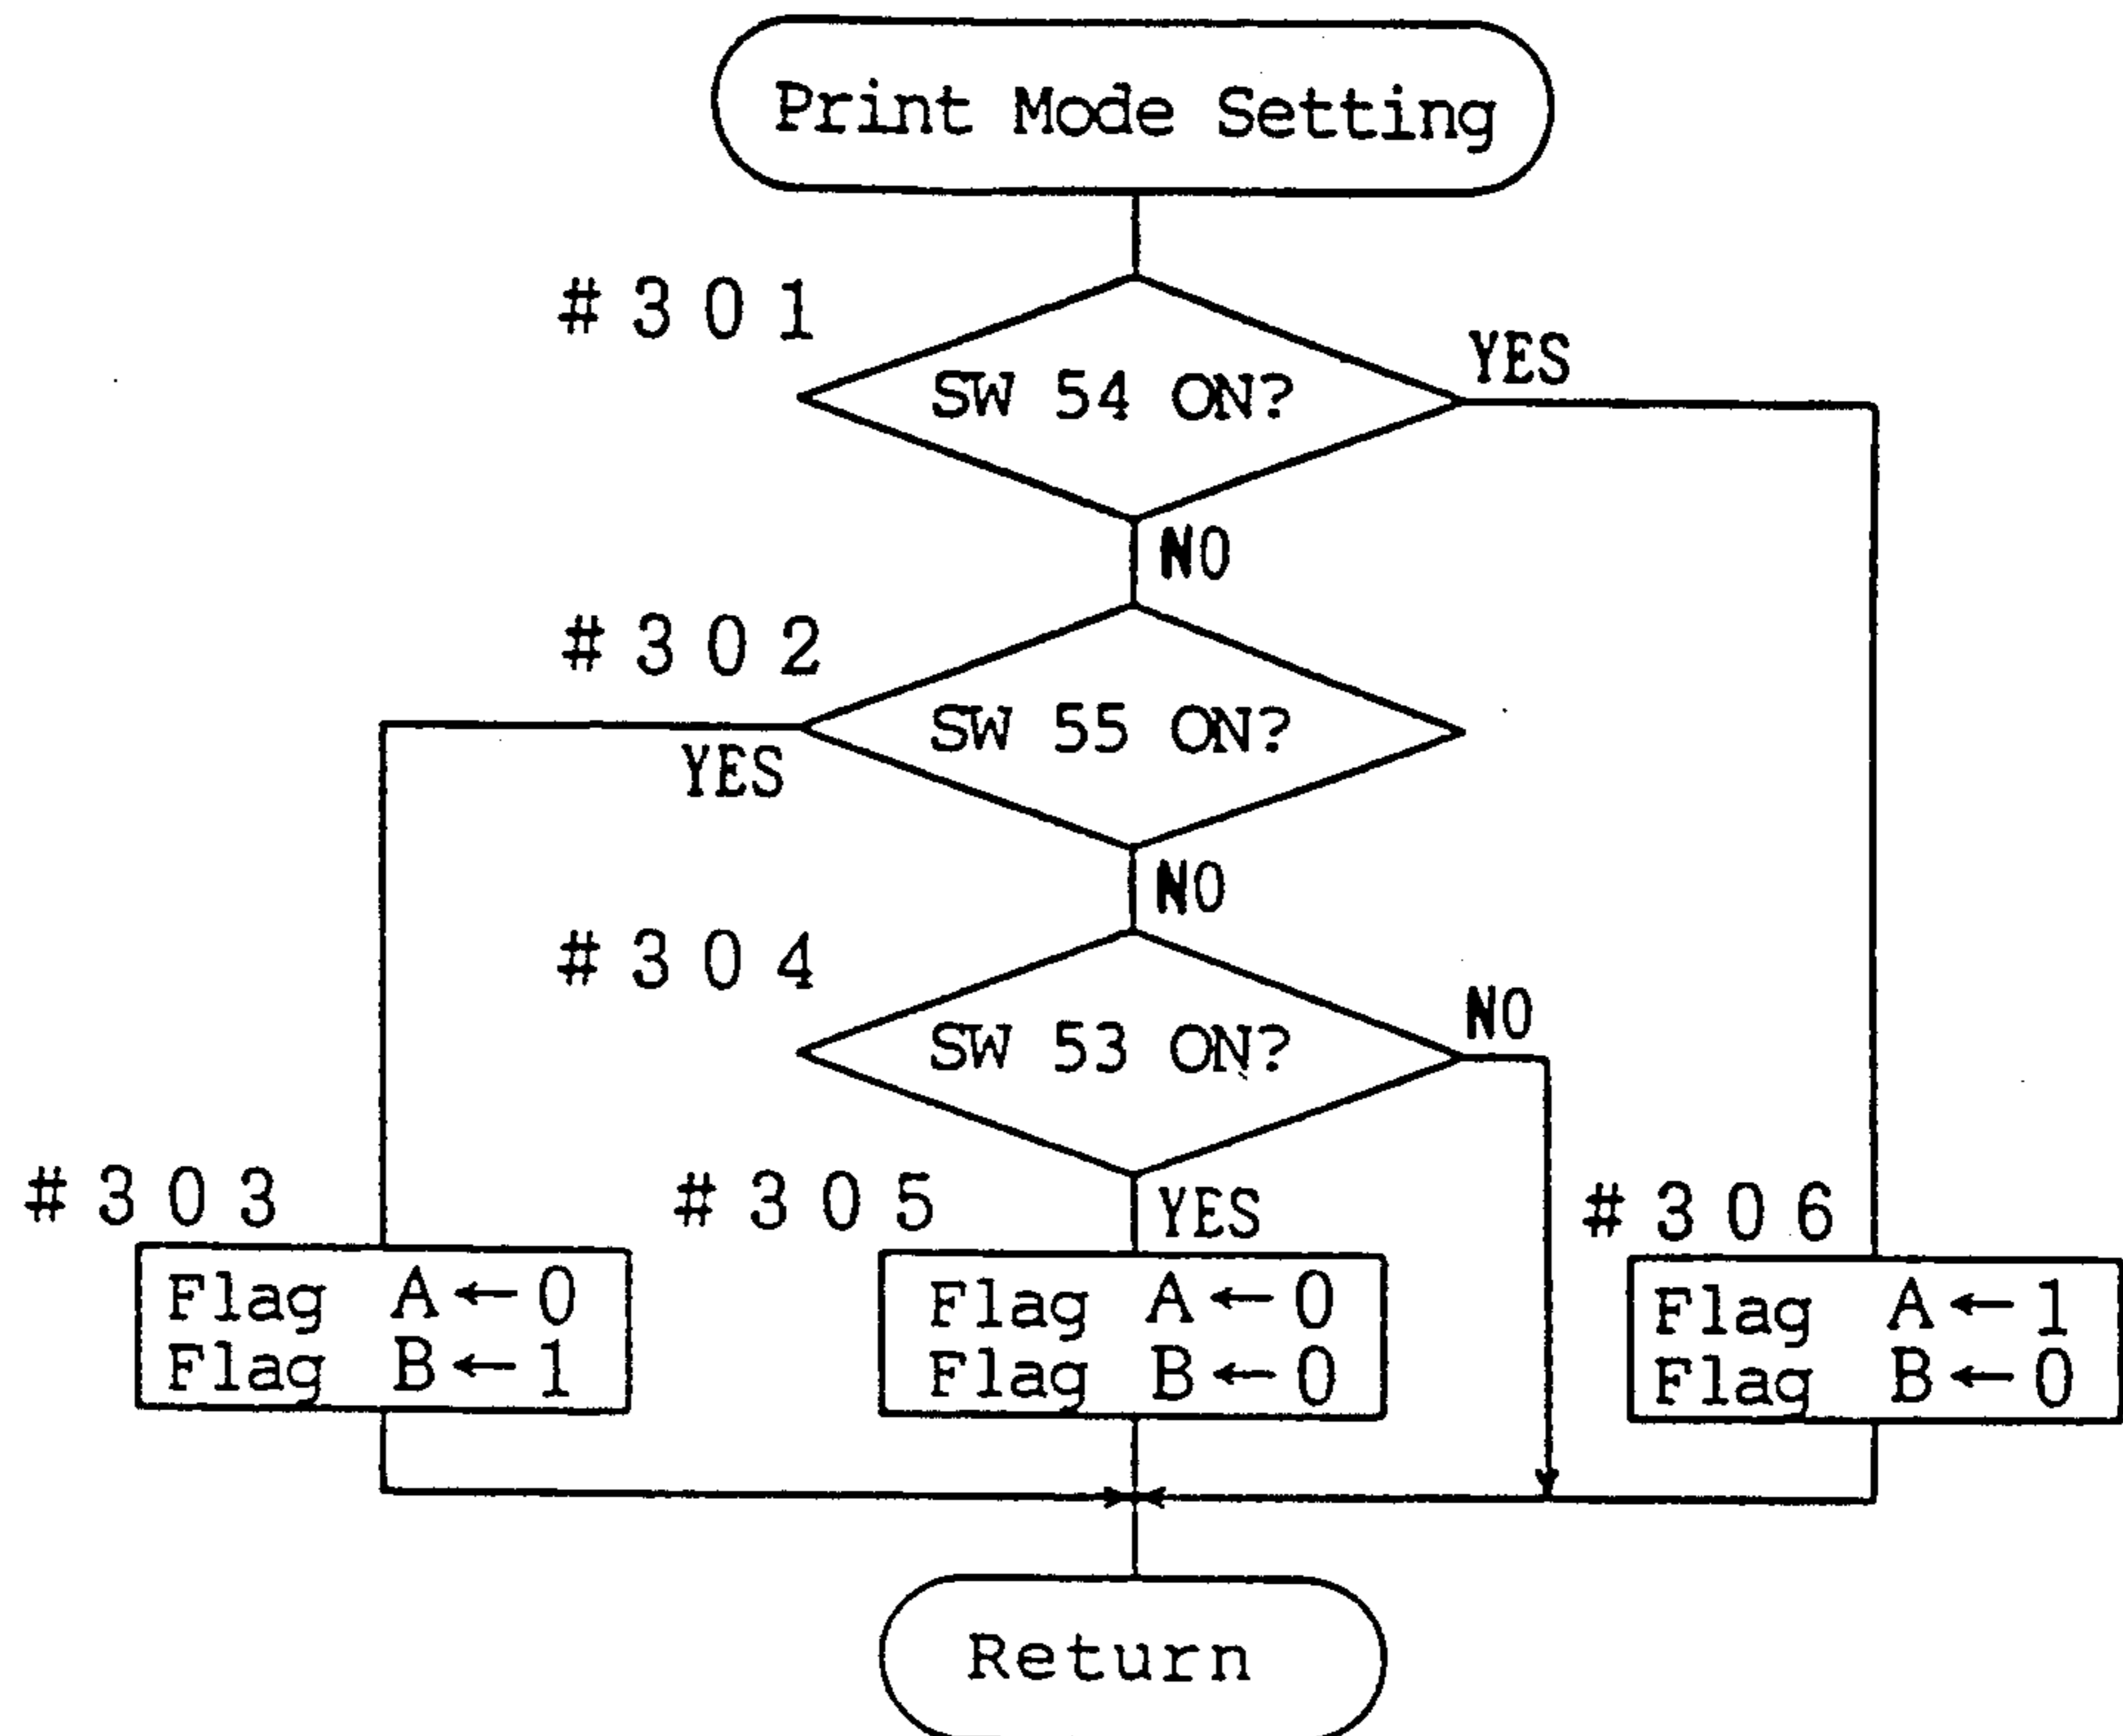 Print Mode Setting
#301
SW 54 ON?
YES
NO
#302
SW 55 ON?
YES
NO
#304
SW 53 ON?
NO
YES
#303
Flag A←0
Flag B←1
#305
Flag A←0
Flag B←0
#306
Flag A←1
Flag B←0
Return